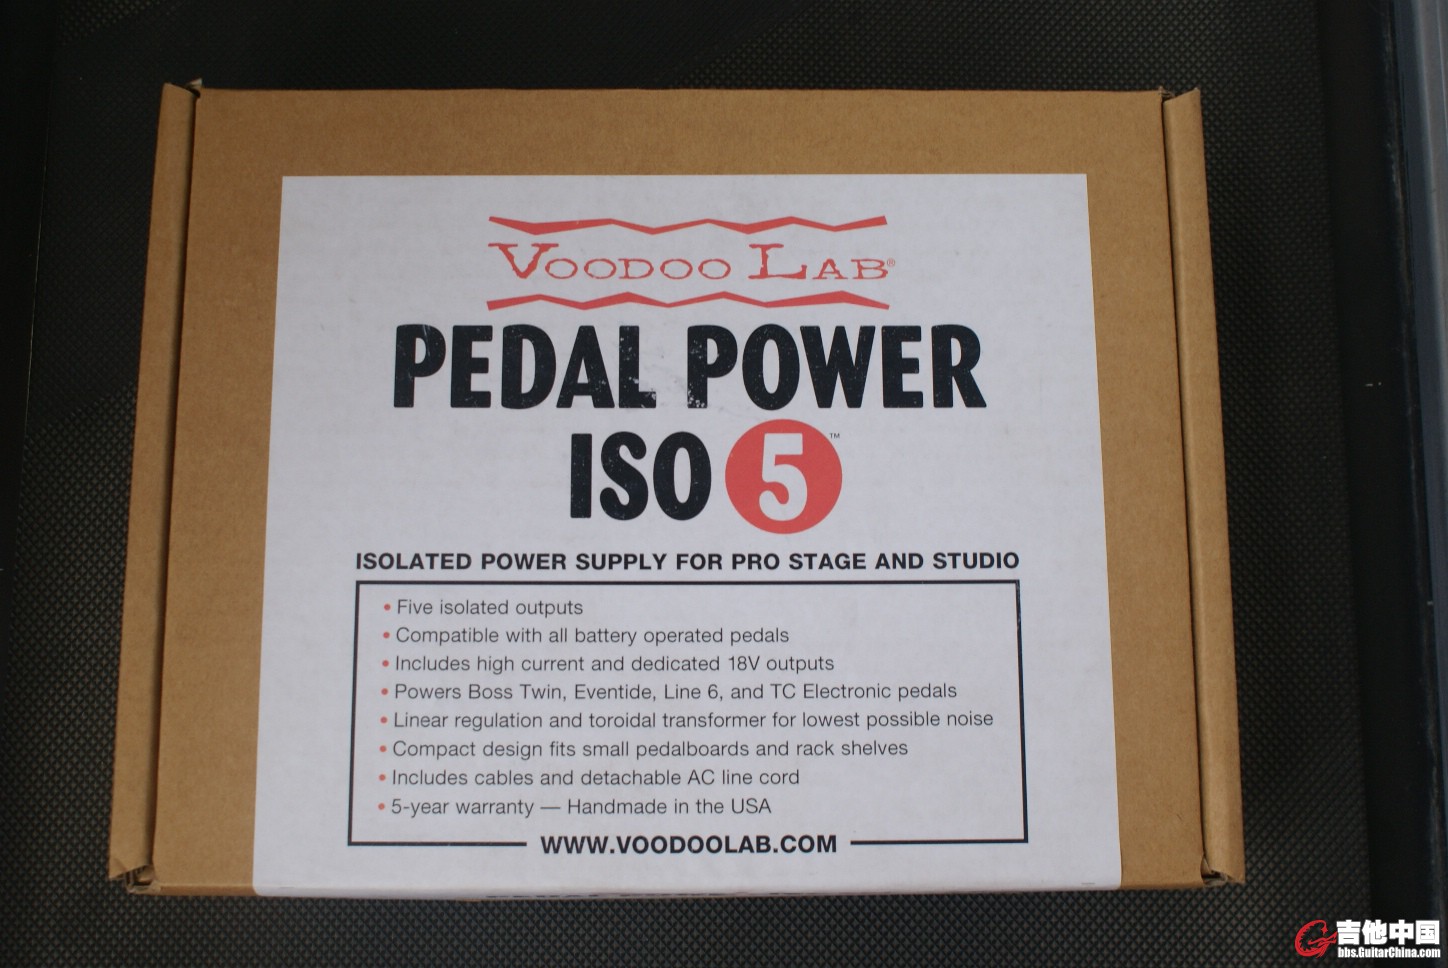 VOODOO LAB®
PEDAL POWER
ISO 5™
ISOLATED POWER SUPPLY FOR PRO STAGE AND STUDIO
• Five isolated outputs
• Compatible with all battery operated pedals
• Includes high current and dedicated 18V outputs
• Powers Boss Twin, Eventide, Line 6, and TC Electronic pedals
• Linear regulation and toroidal transformer for lowest possible noise
• Compact design fits small pedalboards and rack shelves
• Includes cables and detachable AC line cord
• 5-year warranty — Handmade in the USA
WWW.VOODOOLAB.COM
吉他中国
bbs.GuitarChina.com